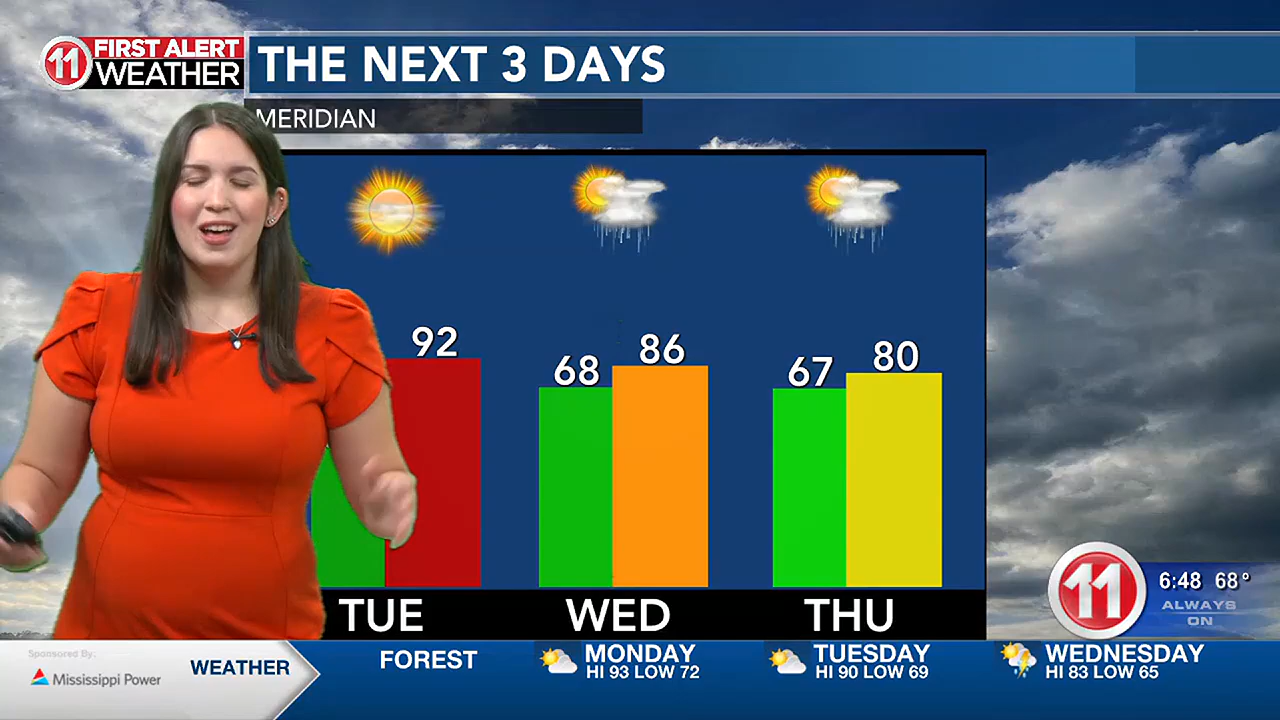 11 FIRST ALERT
WEATHER
THE NEXT 3 DAYS
MERIDIAN
92
68 86
67 80
TUE WED THU
11
6:48 68°
ALWAYS
ON
Sponsored By:
Mississippi Power
WEATHER
FOREST
MONDAY
HI 93 LOW 72
TUESDAY
HI 90 LOW 69
WEDNESDAY
HI 83 LOW 65